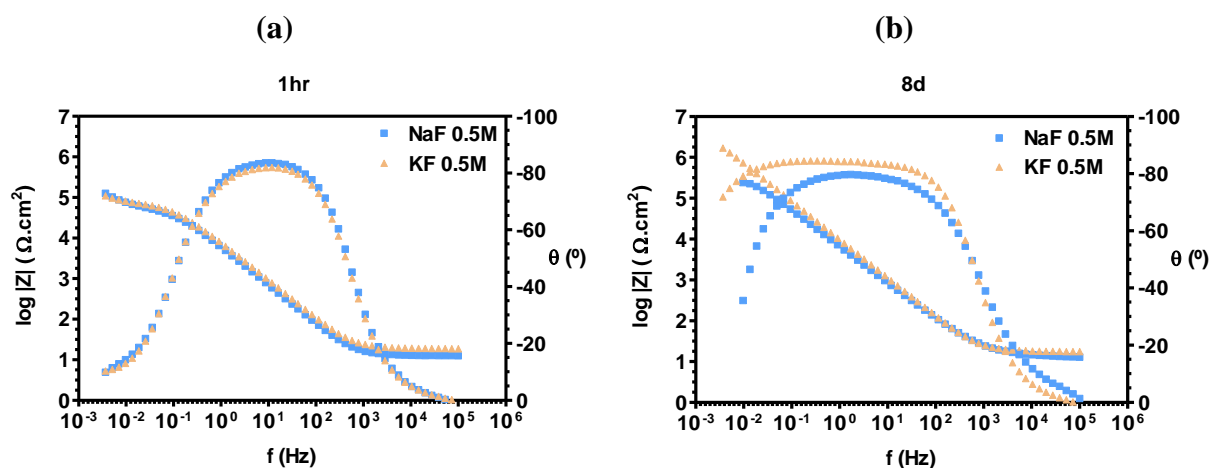 (a)
1hr
NaF 0.5M
KF 0.5M
log |Z| ( Ω.cm²)
7
6
5
4
3
2
1
0
-100
-80
-60
-40
-20
0
θ (º)
10⁻³ 10⁻² 10⁻¹ 10⁰ 10¹ 10² 10³ 10⁴ 10⁵ 10⁶
f (Hz)
(b)
8d
NaF 0.5M
KF 0.5M
log |Z| ( Ω.cm²)
7
6
5
4
3
2
1
0
-100
-80
-60
-40
-20
0
θ (º)
10⁻³ 10⁻² 10⁻¹ 10⁰ 10¹ 10² 10³ 10⁴ 10⁵ 10⁶
f (Hz)